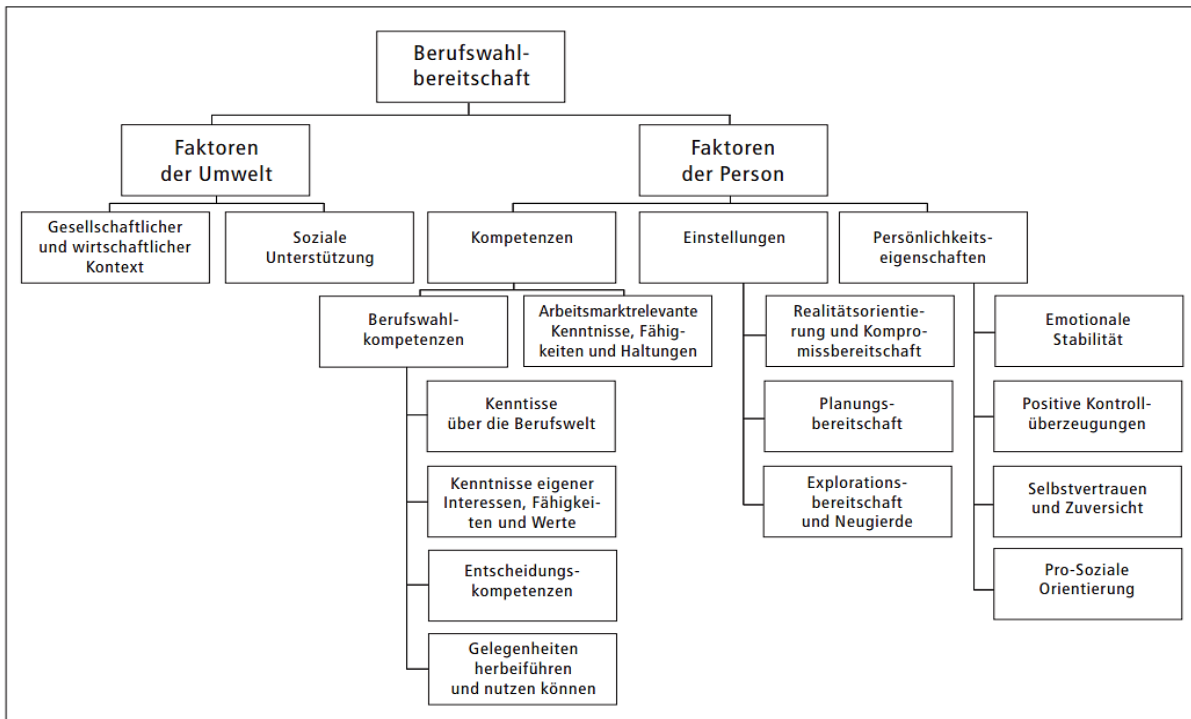 Berufswahl-
bereitschaft
Faktoren
der Umwelt
Faktoren
der Person
Gesellschaftlicher
und wirtschaftlicher
Kontext
Soziale
Unterstützung
Kompetenzen
Einstellungen
Persönlichkeits-
eigenschaften
Berufswahl-
kompetenzen
Arbeitsmarktrelevante
Kenntnisse, Fähig-
keiten und Haltungen
Kenntisse
über die Berufswelt
Kenntnisse eigener
Interessen, Fähigkei-
ten und Werte
Entscheidungs-
kompetenzen
Gelegenheiten
herbeiführen
und nutzen können
Realitätsorientie-
rung und Kompro-
missbereitschaft
Planungs-
bereitschaft
Explorations-
bereitschaft
und Neugierde
Emotionale
Stabilität
Positive Kontroll-
überzeugungen
Selbstvertrauen
und Zuversicht
Pro-Soziale
Orientierung